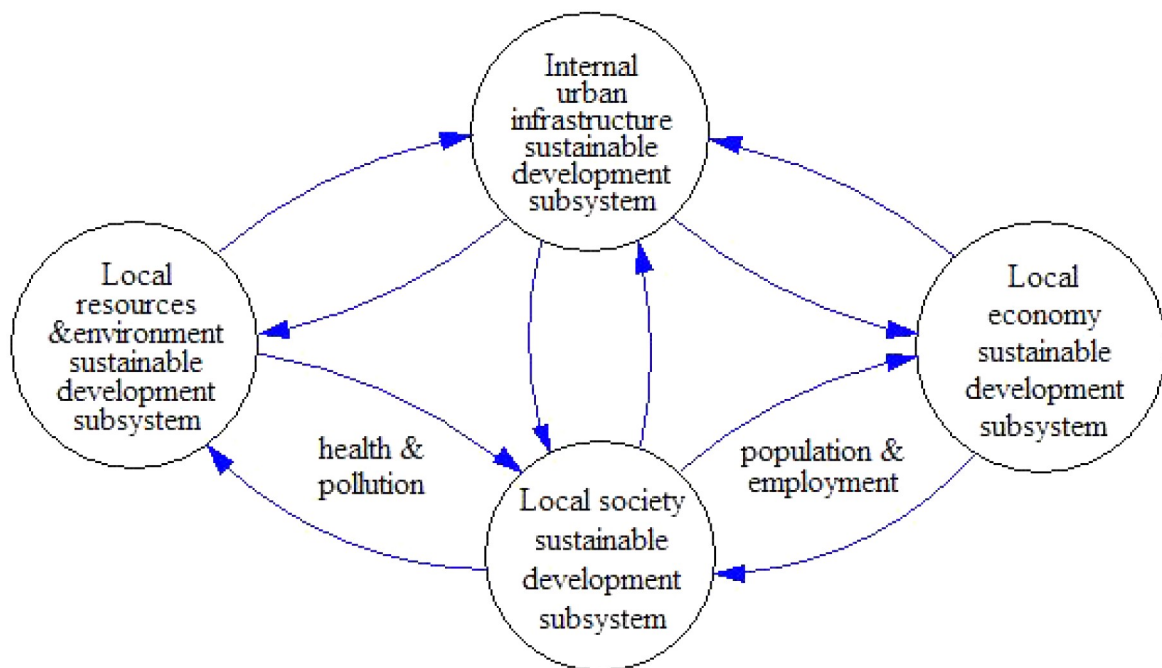 Internal
urban
infrastructure
sustainable
development
subsystem
Local
resources
&environment
sustainable
development
subsystem
Local
economy
sustainable
development
subsystem
health &
pollution
population &
employment
Local society
sustainable
development
subsystem